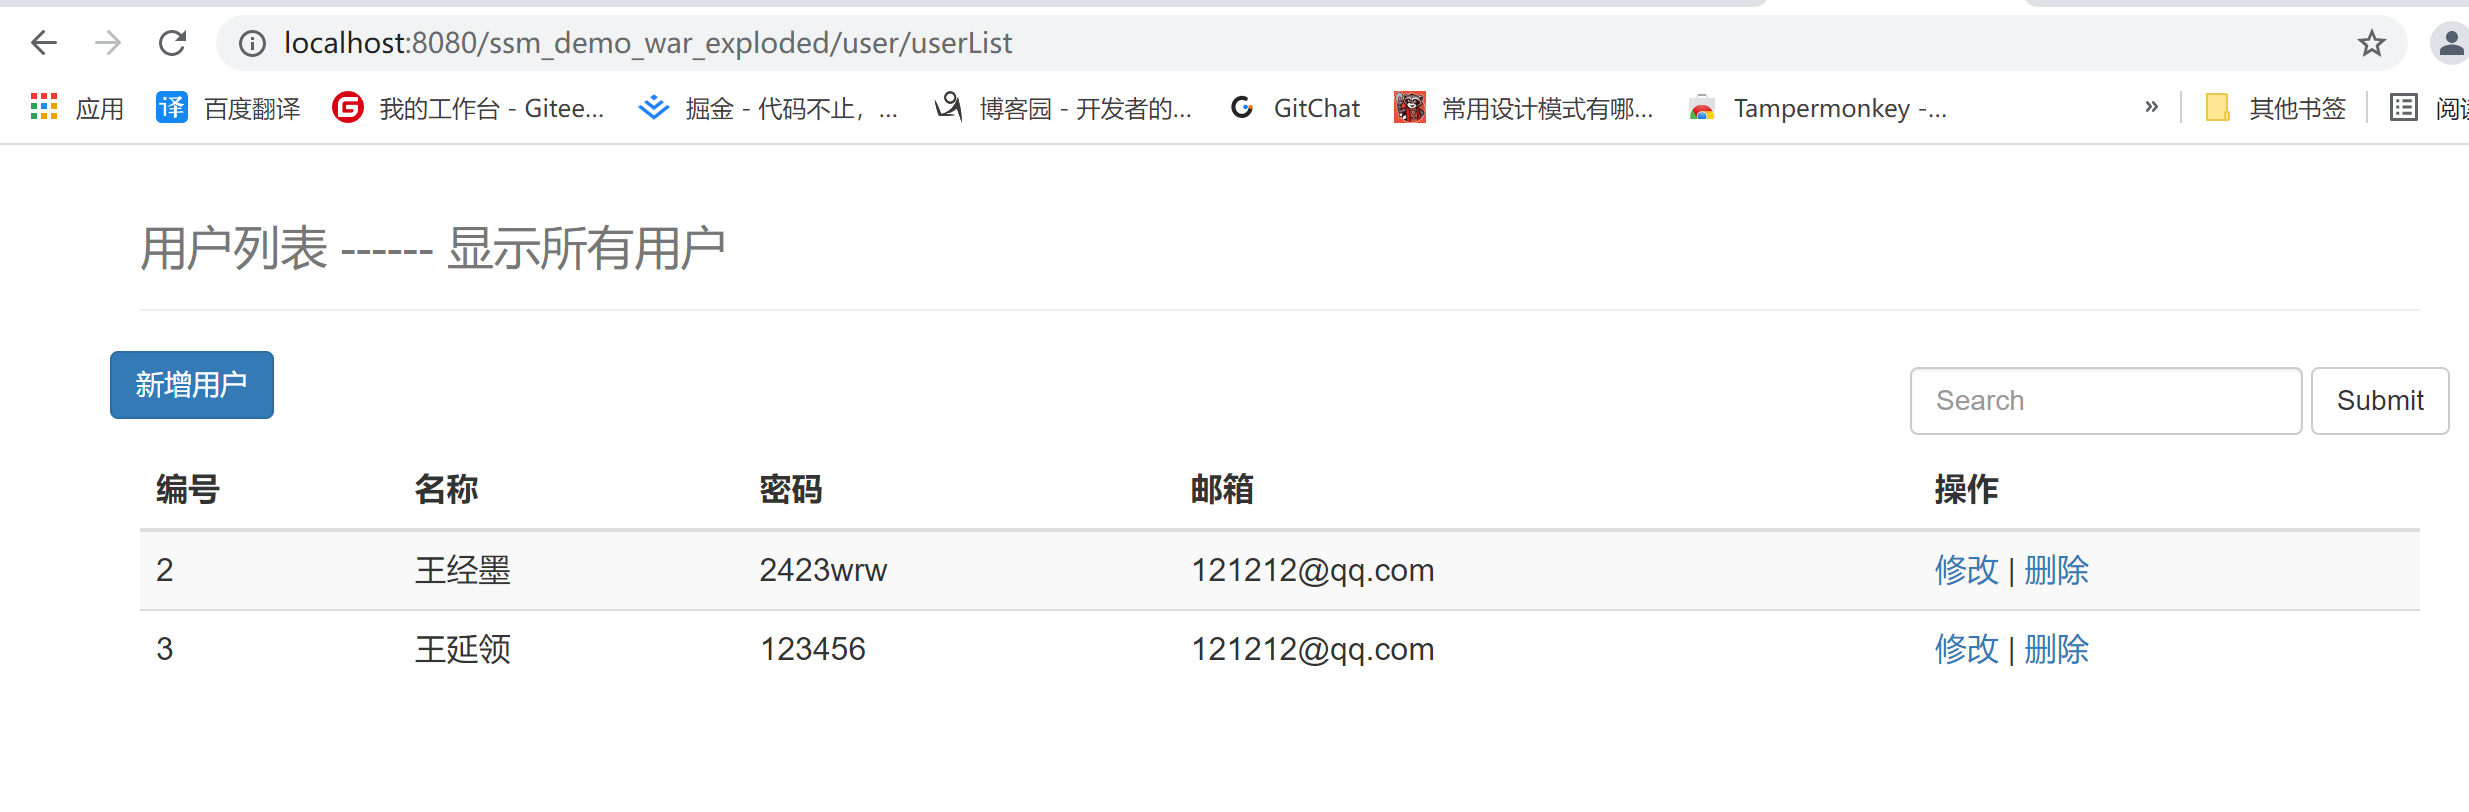 localhost:8080/ssm_demo_war_exploded/user/userList
应用 百度翻译 我的工作台 - Gitee... 掘金 - 代码不止，... 博客园 - 开发者的... GitChat 常用设计模式有哪... Tampermonkey -... » 其他书签
用户列表 ------ 显示所有用户
新增用户 Search Submit
编号 名称 密码 邮箱 操作
2 王经墨 2423wrw 121212@qq.com 修改 | 删除
3 王延领 123456 121212@qq.com 修改 | 删除